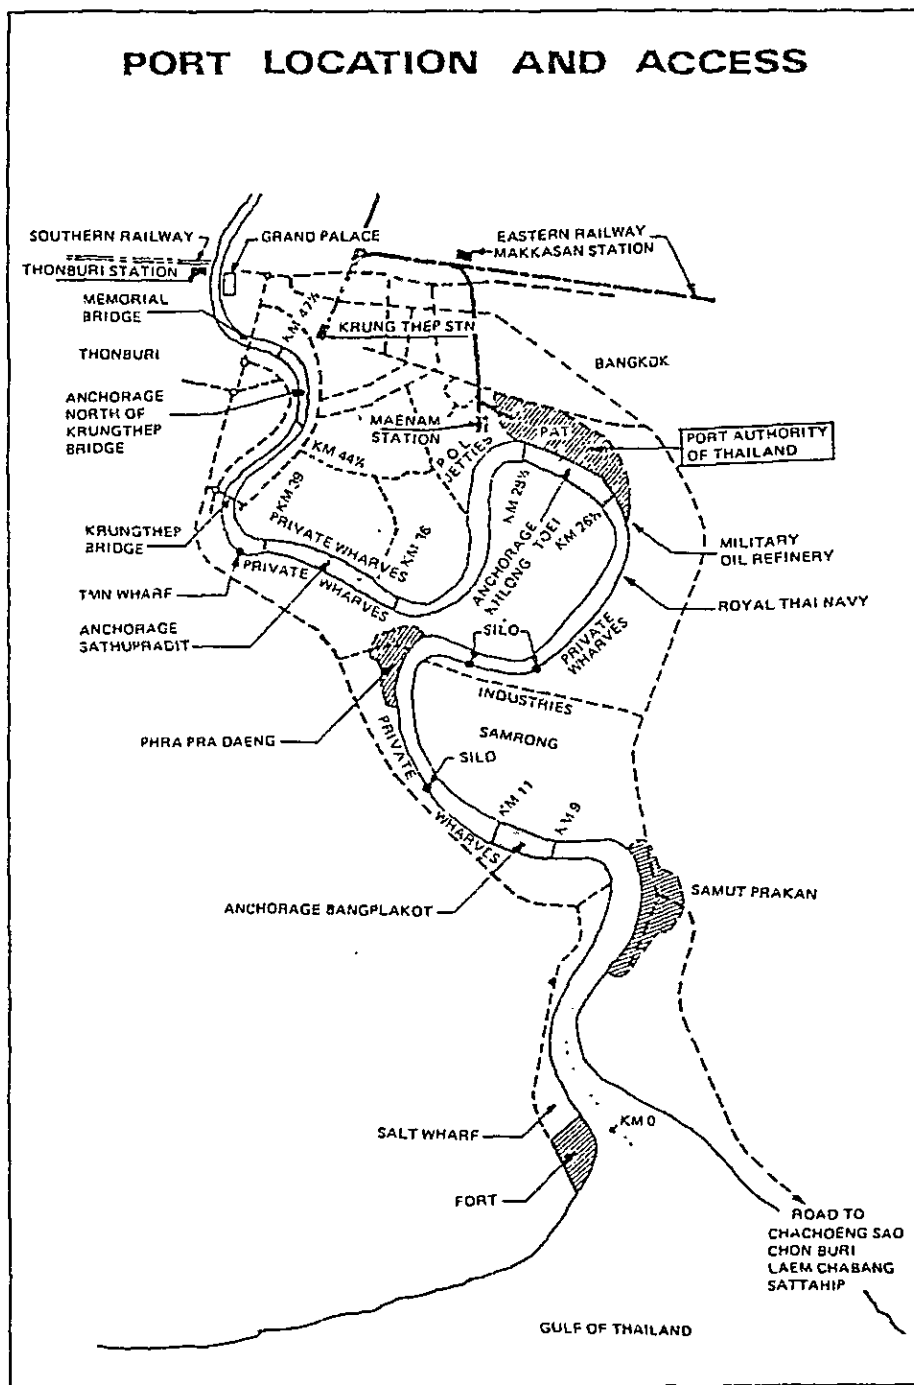 PORT LOCATION AND ACCESS
SOUTHERN RAILWAY
GRAND PALACE
EASTERN RAILWAY
MAKKASAN STATION
THONBURI STATION
MEMORIAL
BRIDGE
KM 47½
KRUNG THEP STN
THONBURI
BANGKOK
ANCHORAGE
NORTH OF
KRUNGTHEP
BRIDGE
MAENAM
STATION
P.O.L.
JETTIES
PAT
PORT AUTHORITY
OF THAILAND
KM 44½
KM 39
PRIVATE WHARVES
KM 36
KM 28½
ANCHORAGE
KHLONG TOEI
KM 26½
KRUNGTHEP
BRIDGE
MILITARY
OIL REFINERY
TMN WHARF
PRIVATE WHARVES
ROYAL THAI NAVY
ANCHORAGE
SATHUPRADIT
SILO
PRIVATE
WHARVES
INDUSTRIES
PHRA PRA DAENG
PRIVATE
WHARVES
SAMRONG
SILO
KM 11
KM 9
ANCHORAGE BANGPLAKOT
SAMUT PRAKAN
SALT WHARF
KM 0
FORT
ROAD TO
CHACHOENG SAO
CHON BURI
LAEM CHABANG
SATTAHIP
GULF OF THAILAND